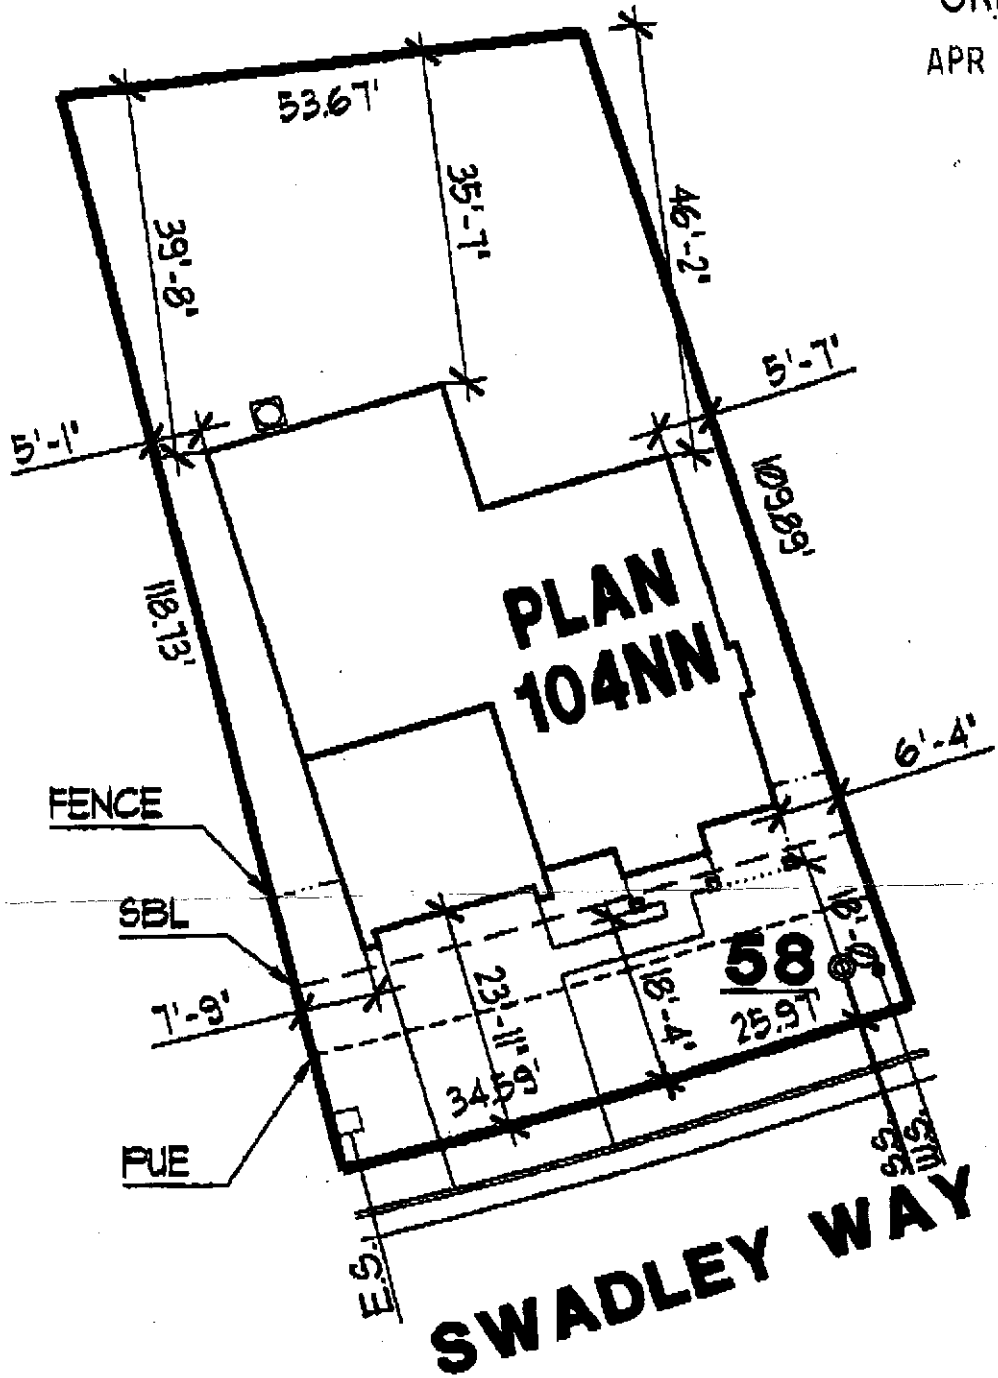 APR
53.67'
39'-8"
35'-7"
46'-2"
5'-1"
5'-7"
109.89'
118.73'
PLAN
104NN
6'-4"
FENCE
SBL
7'-9"
23'-11"
18'-4"
18'-0"
58
25.97'
34.59'
PUE
S.S.
E.S.
SWADLEY WAY